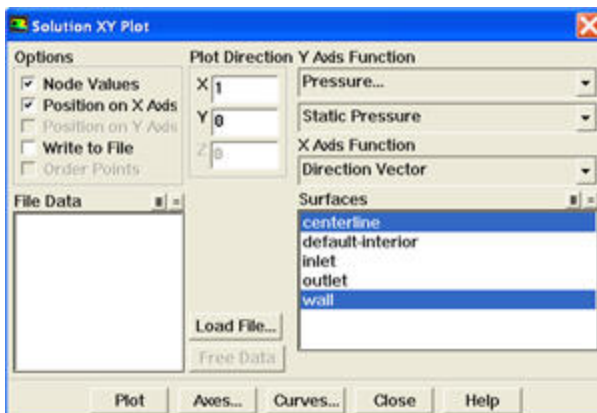 Solution XY Plot
Options
Node Values
Position on X Axis
Position on Y Axis
Write to File
Order Points
Plot Direction
X 1
Y 0
Z 0
Y Axis Function
Pressure...
Static Pressure
X Axis Function
Direction Vector
File Data
Surfaces
centerline
default-interior
inlet
outlet
wall
Load File...
Free Data
Plot
Axes...
Curves...
Close
Help